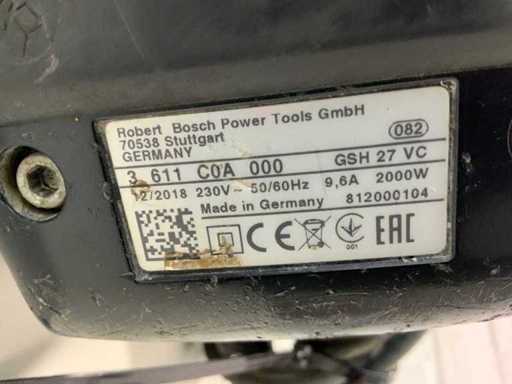 Robert Bosch Power Tools GmbH
70538 Stuttgart
GERMANY
082
3 611 C0A 000 GSH 27 VC
12/2018 230V~ 50/60Hz 9,6A 2000W
Made in Germany 812000104
CE
001
EAC